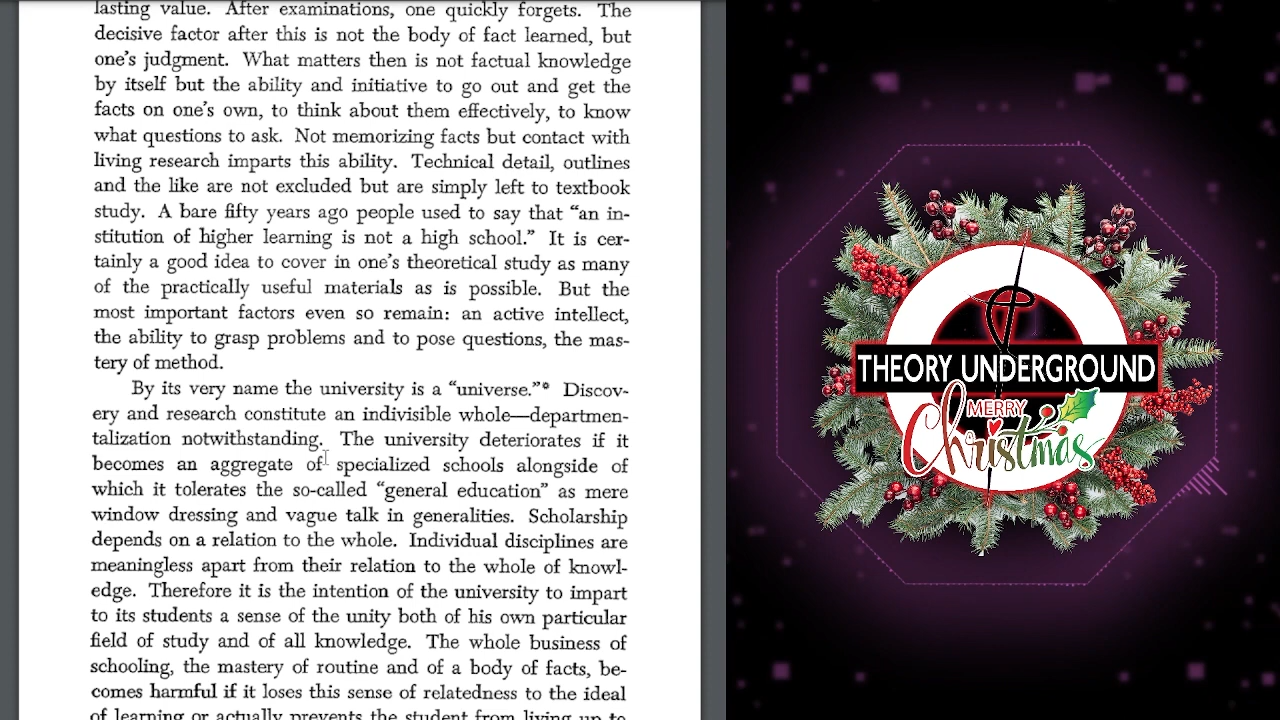 lasting value. After examinations, one quickly forgets. The
decisive factor after this is not the body of fact learned, but
one's judgment. What matters then is not factual knowledge
by itself but the ability and initiative to go out and get the
facts on one's own, to think about them effectively, to know
what questions to ask. Not memorizing facts but contact with
living research imparts this ability. Technical detail, outlines
and the like are not excluded but are simply left to textbook
study. A bare fifty years ago people used to say that "an in-
stitution of higher learning is not a high school." It is cer-
tainly a good idea to cover in one's theoretical study as many
of the practically useful materials as is possible. But the
most important factors even so remain: an active intellect,
the ability to grasp problems and to pose questions, the mas-
tery of method.
By its very name the university is a "universe."* Discov-
ery and research constitute an indivisible whole—departmen-
talization notwithstanding. The university deteriorates if it
becomes an aggregate of specialized schools alongside of
which it tolerates the so-called "general education" as mere
window dressing and vague talk in generalities. Scholarship
depends on a relation to the whole. Individual disciplines are
meaningless apart from their relation to the whole of knowl-
edge. Therefore it is the intention of the university to impart
to its students a sense of the unity both of his own particular
field of study and of all knowledge. The whole business of
schooling, the mastery of routine and of a body of facts, be-
comes harmful if it loses this sense of relatedness to the ideal
of learning or actually prevents the student from living up to
THEORY UNDERGROUND
MERRY
Christmas